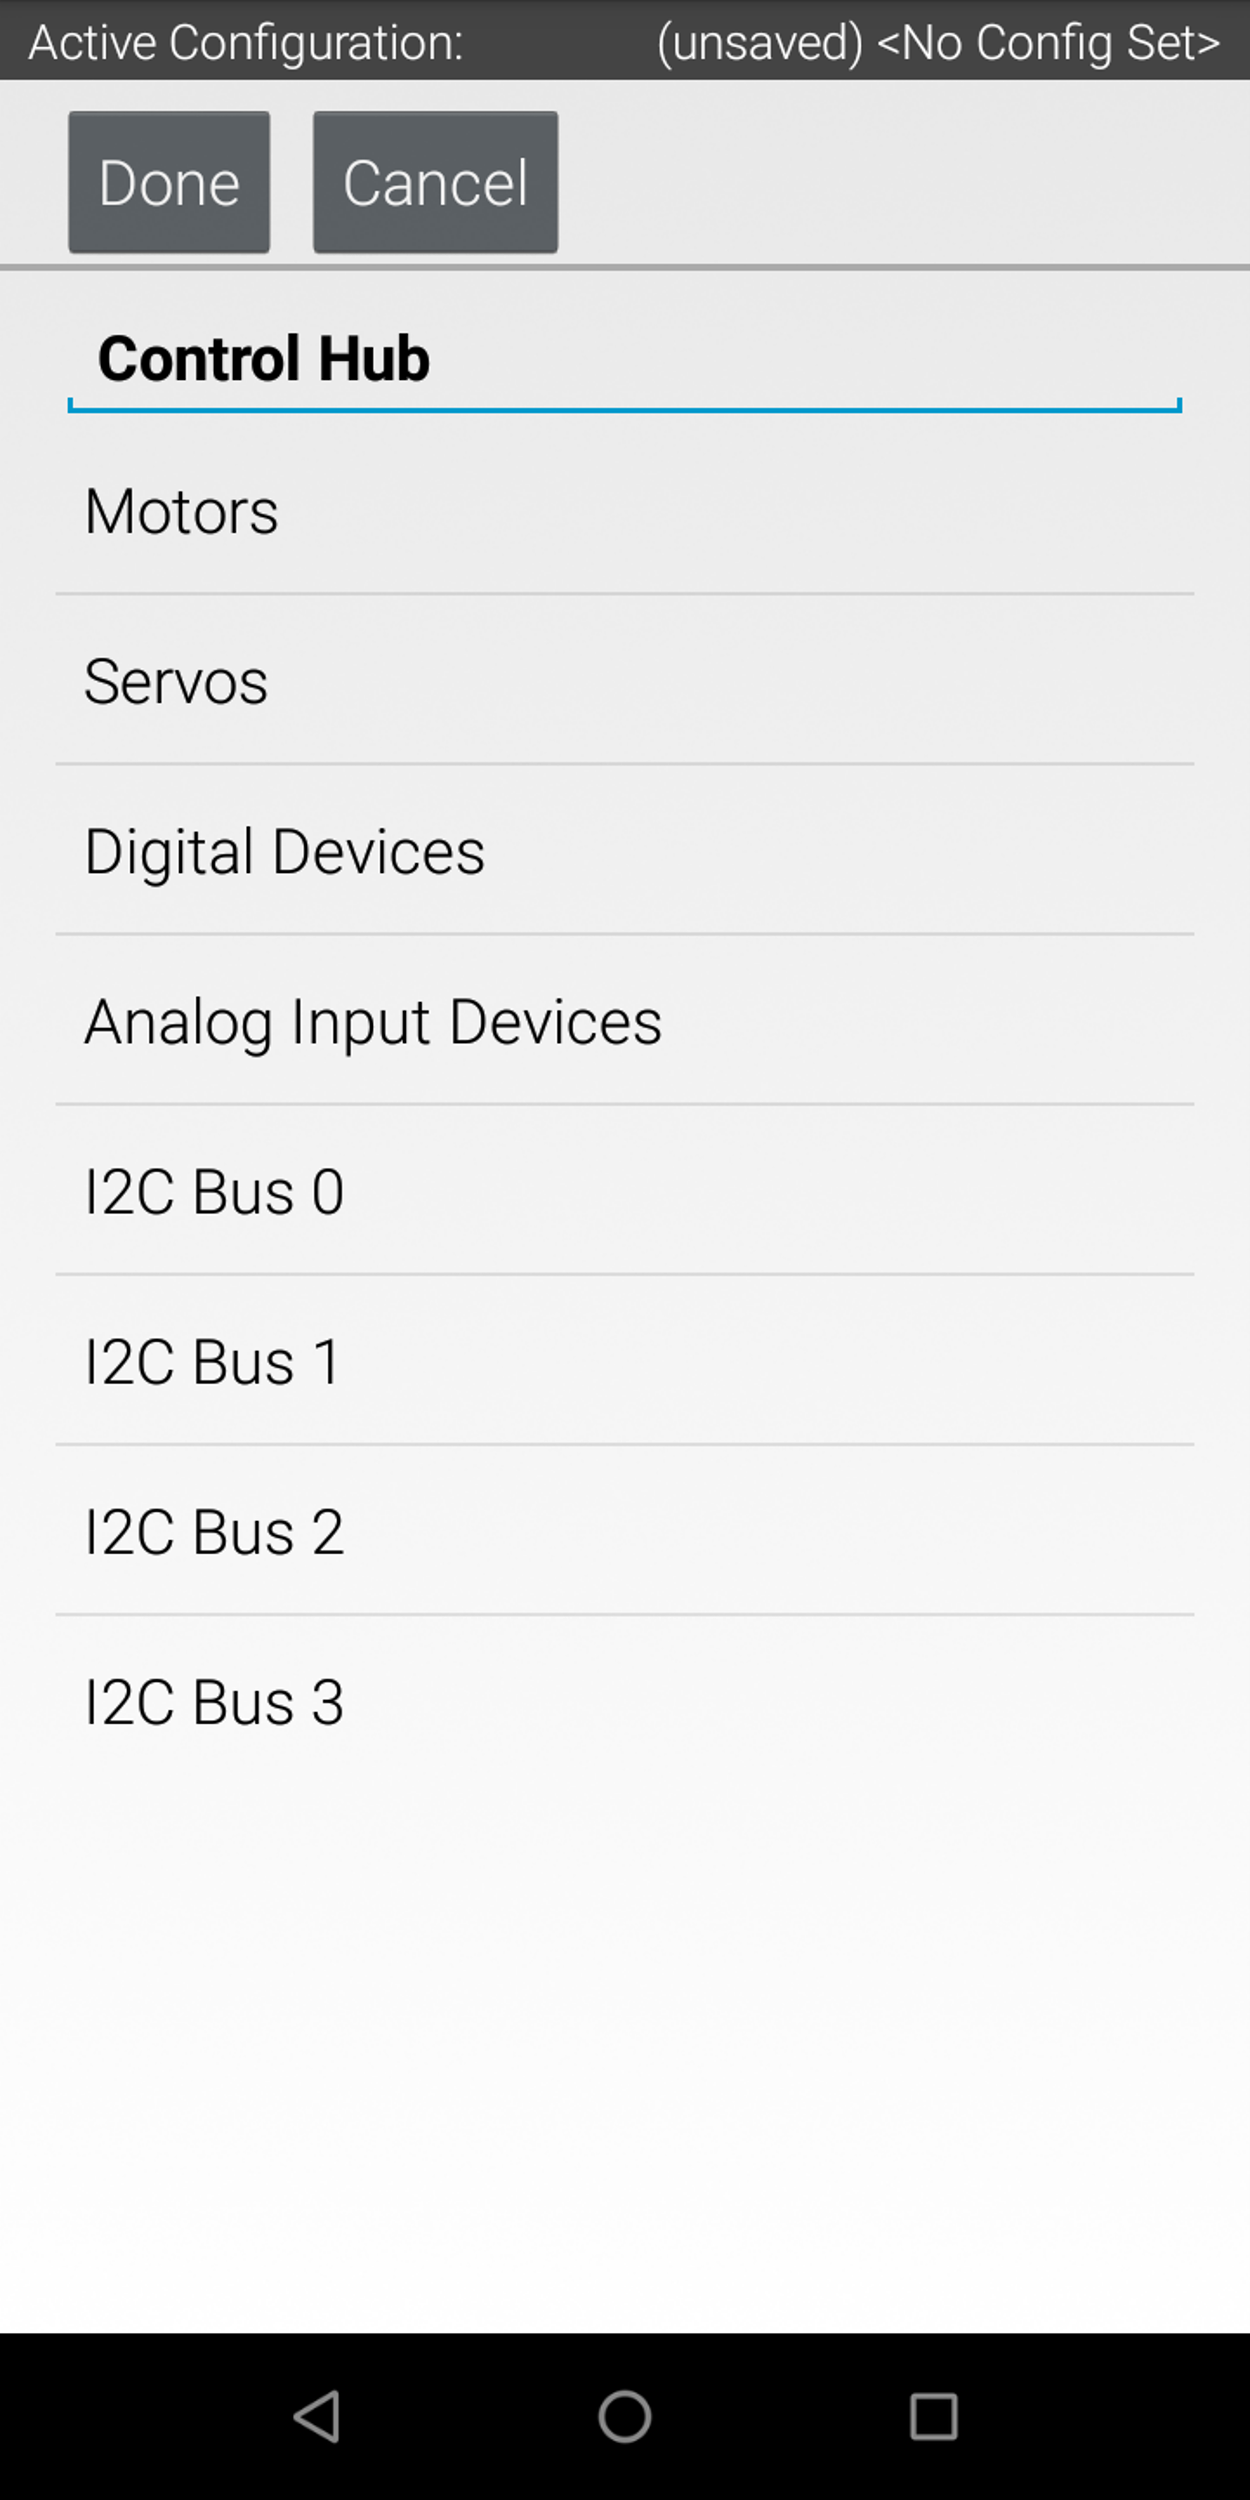 Active Configuration: (unsaved) <No Config Set>
Done Cancel
Control Hub
Motors
Servos
Digital Devices
Analog Input Devices
I2C Bus 0
I2C Bus 1
I2C Bus 2
I2C Bus 3